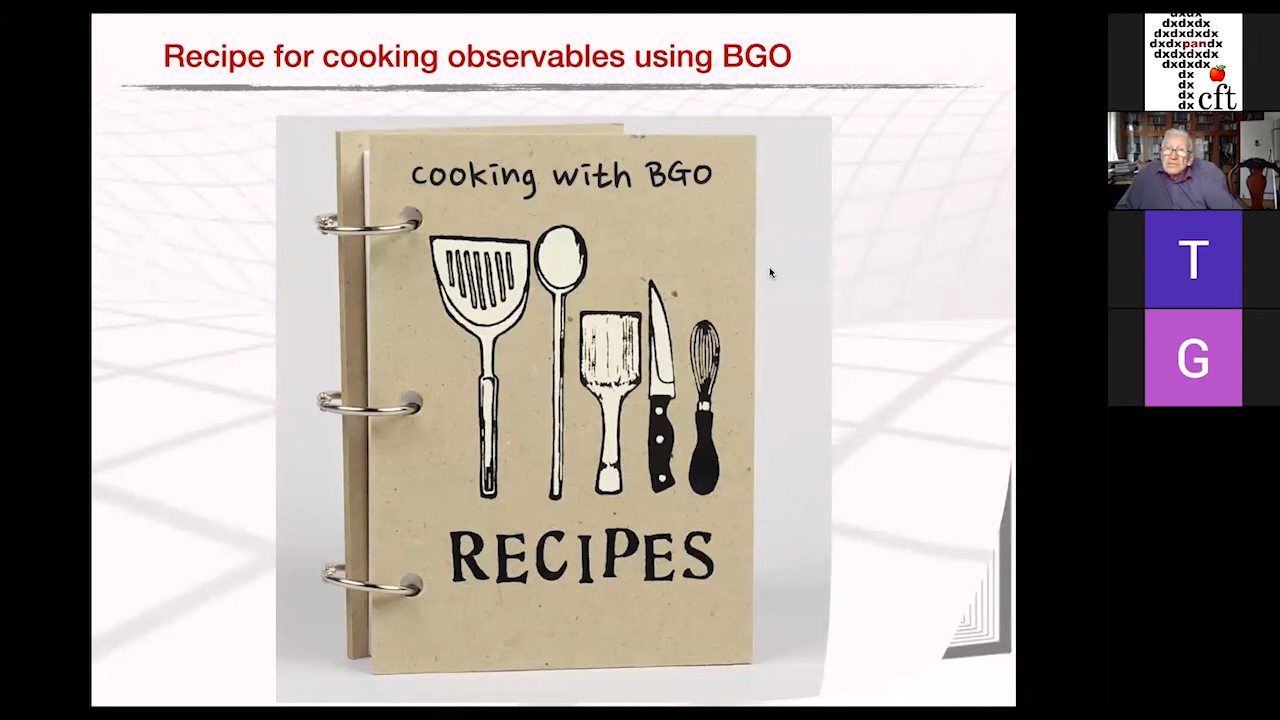 Recipe for cooking observables using BGO
cooking with BGO
RECIPES
dxdxdx
dxdxdxdx
dxdxpandx
dxdxdxdx
dxdxdx
dx
dx
dx
dx
cft
T
G